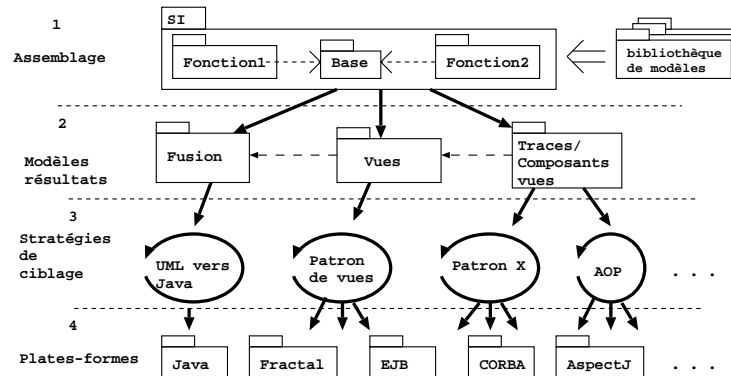 1
SI
Assemblage
Fonction1
Base
Fonction2
bibliothèque
de modèles
2
Modèles
résultats
Fusion
Vues
Traces/
Composants
vues
3
Stratégies
de
ciblage
UML vers
Java
Patron
de vues
Patron X
AOP
. . .
4
Plates-formes
Java
Fractal
EJB
CORBA
AspectJ
. . .